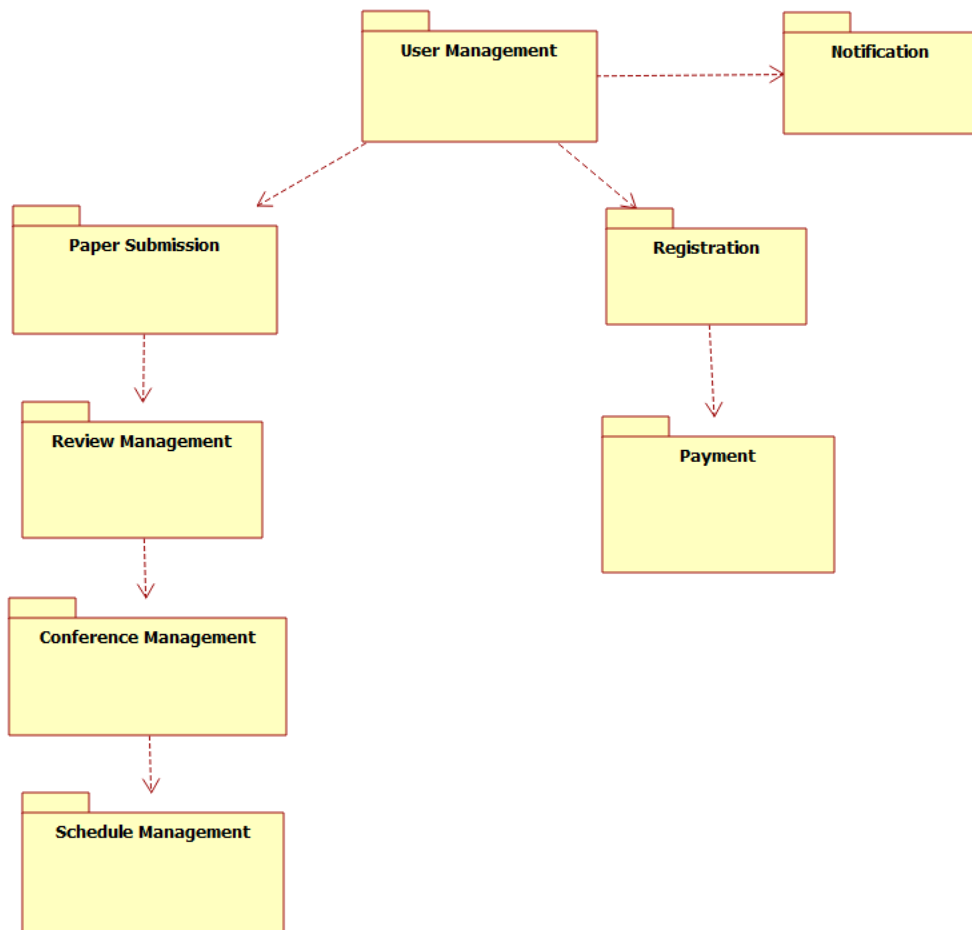 User Management
Notification
Paper Submission
Registration
Review Management
Payment
Conference Management
Schedule Management